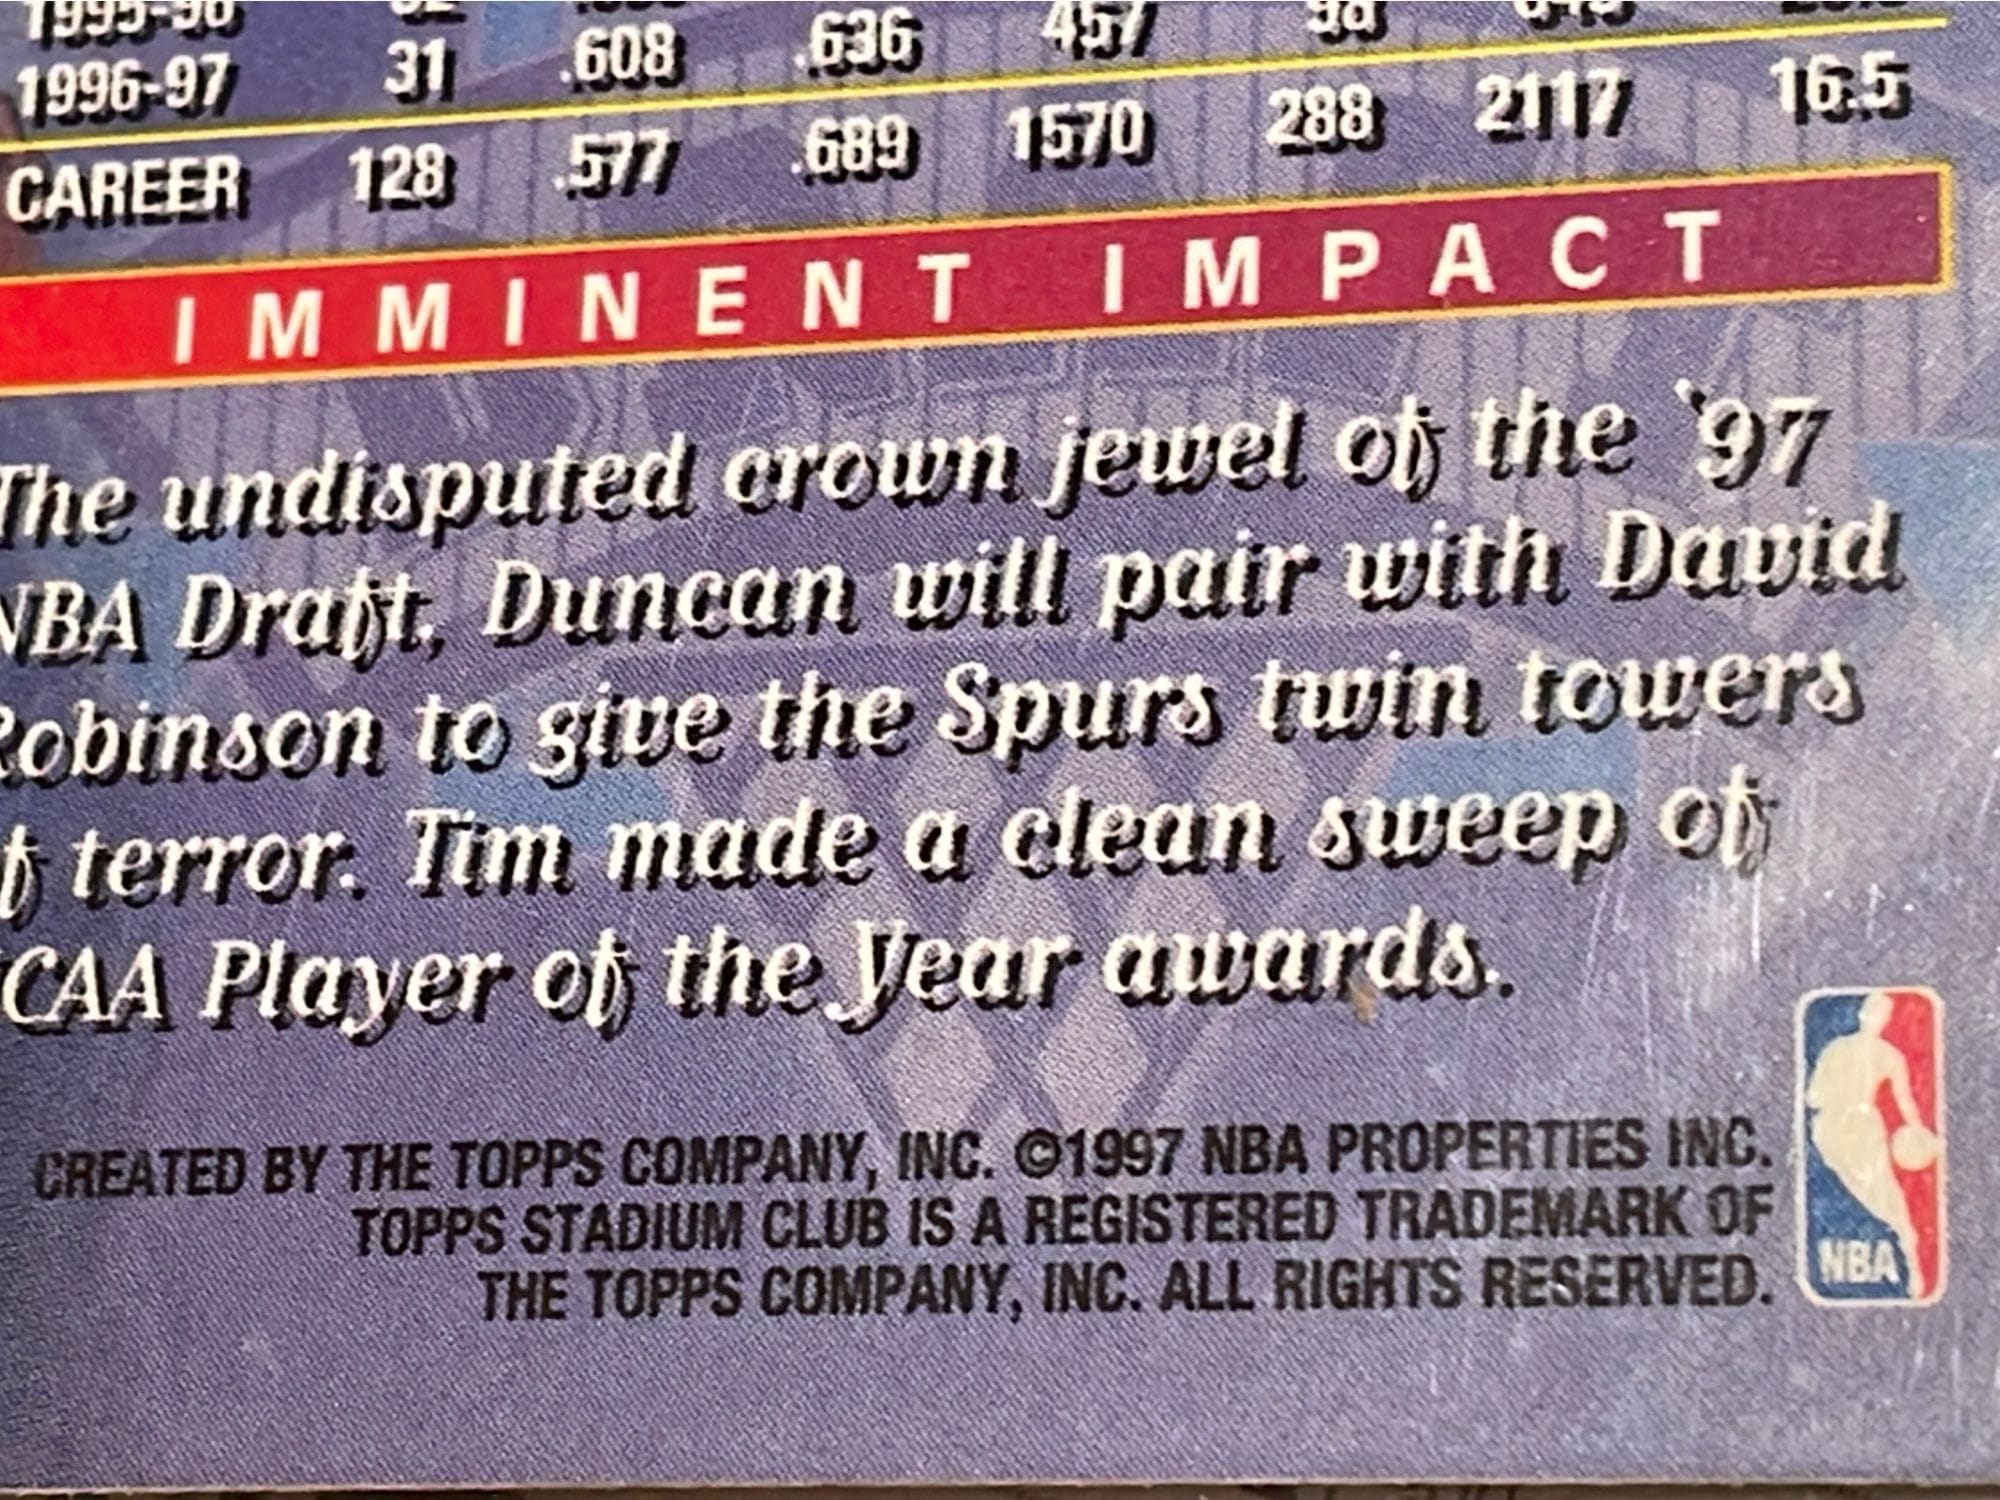 1995-96 32
1996-97 31 .608 .636 457 98
CAREER 128 .577 .689 1570 288 2117 16.5
IMMINENT IMPACT
The undisputed crown jewel of the '97
NBA Draft, Duncan will pair with David
Robinson to give the Spurs twin towers
of terror. Tim made a clean sweep of
CAA Player of the Year awards.
CREATED BY THE TOPPS COMPANY, INC. ©1997 NBA PROPERTIES INC.
TOPPS STADIUM CLUB IS A REGISTERED TRADEMARK OF
THE TOPPS COMPANY, INC. ALL RIGHTS RESERVED.
NBA